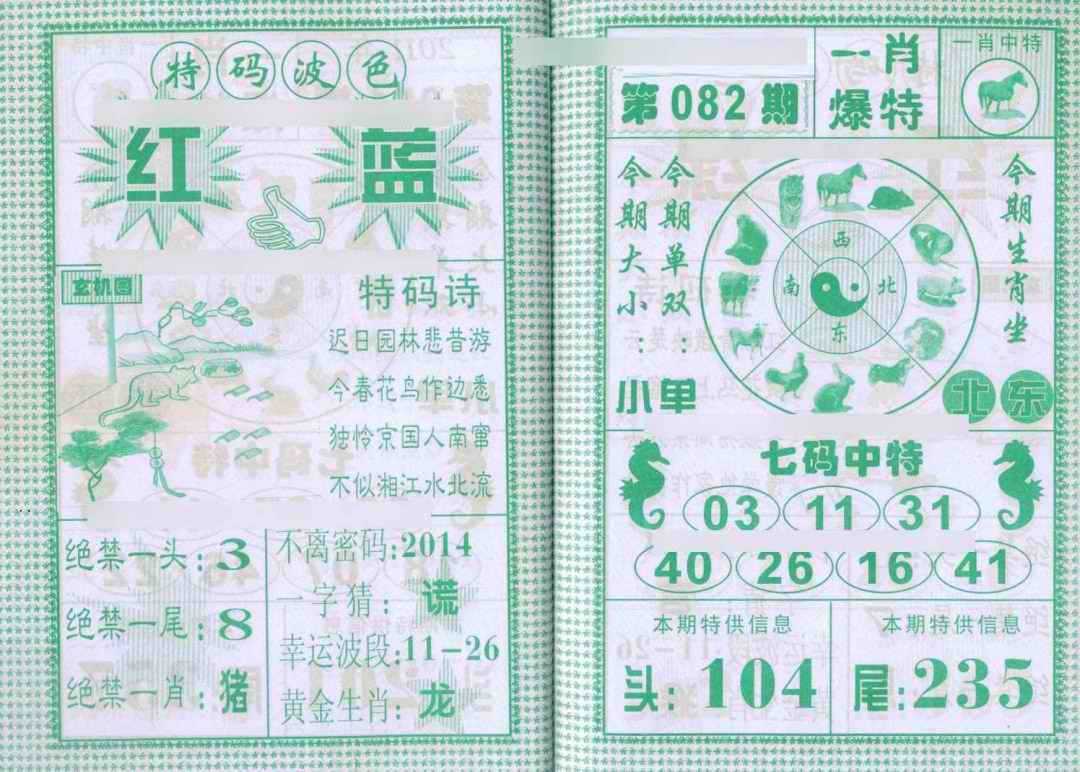 特码波色
红 蓝
玄机图
特码诗
迟日园林悲昔游
今春花鸟作边悉
独怜京国人南窜
不似湘江水北流
绝禁一头:3
绝禁一尾:8
绝禁一肖:猪
不离密码:2014
一字猜:谎
幸运波段:11-26
黄金生肖:龙
第082期
一肖
爆特
一肖中特
今期大小:小
今期单双:单
西
南 北
东
今期生肖坐
北 东
七码中特
03 11 31
40 26 16 41
本期特供信息
头:104
本期特供信息
尾:235